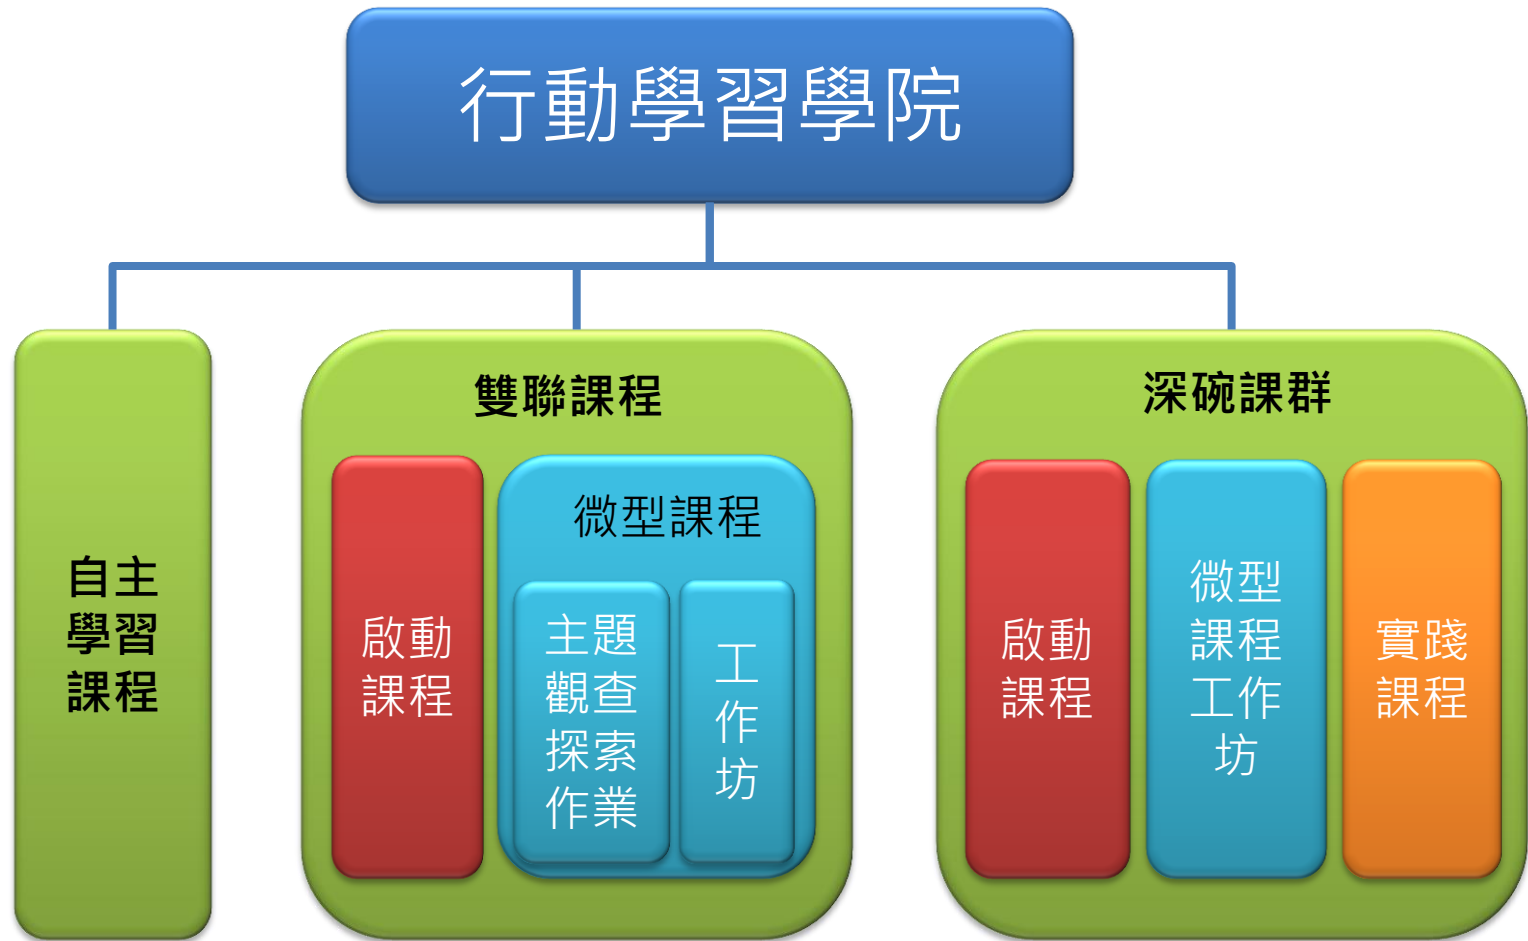 行動學習學院
自主
學習
課程
雙聯課程
啟動
課程
微型課程
主題
觀查
探索
作業
工
作
坊
深碗課群
啟動
課程
微型
課程
工作
坊
實踐
課程